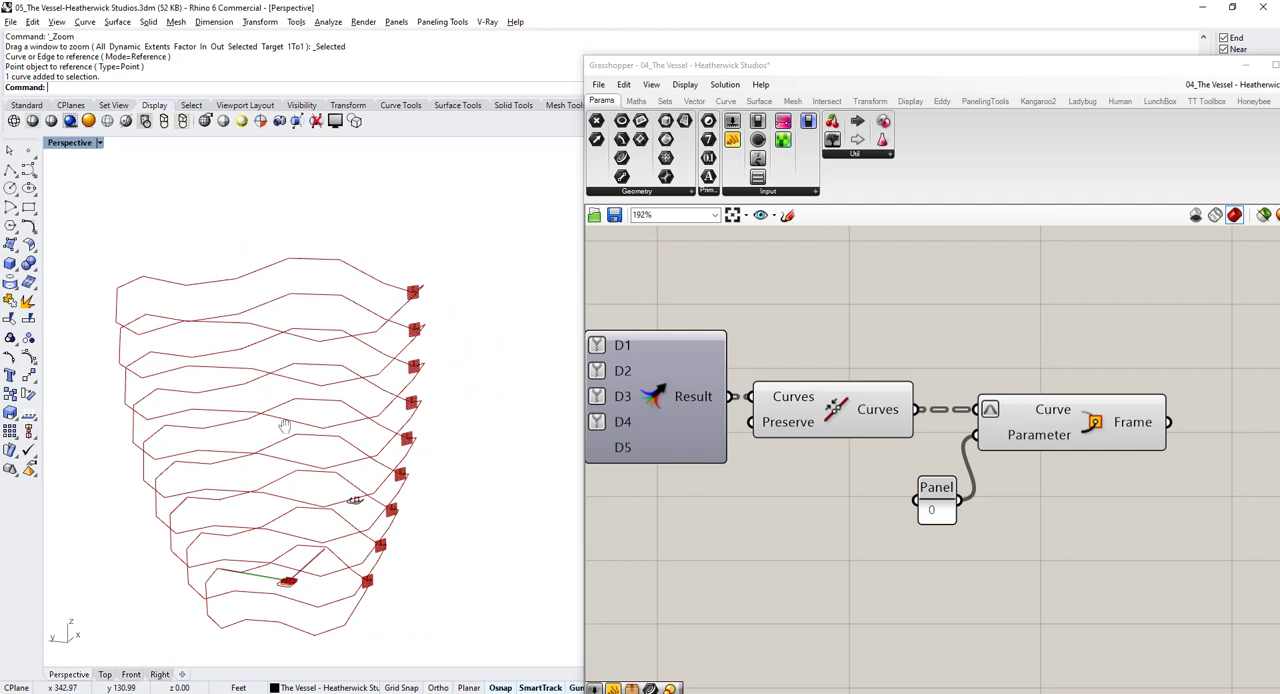 05_The Vessel-Heatherwick Studios.3dm (52 KB) - Rhino 6 Commercial - [Perspective]
File Edit View Curve Surface Solid Mesh Dimension Transform Tools Analyze Render Panels Paneling Tools V-Ray Help
Command: '_Zoom
Drag a window to zoom ( All Dynamic Extents Factor In Out Selected Target 1To1 ): _Selected
Curve or Edge to reference ( Mode=Reference )
Point object to reference ( Type=Point )
1 curve added to selection.
Command:
End
Near
Standard CPlanes Set View Display Select Viewport Layout Visibility Transform Curve Tools Surface Tools Solid Tools Mesh Tools
Perspective
Grasshopper - 04_The Vessel - Heatherwick Studios*
File Edit View Display Solution Help
04_The Vessel - Heatherwick
Params Maths Sets Vector Curve Surface Mesh Intersect Transform Display Eddy PanelingTools Kangaroo2 Ladybug Human LunchBox TT Toolbox Honeybee
Geometry
Prim...
Input
Util
192%
D1
D2
D3
D4
D5
Result
Curves
Preserve
Curves
Curve
Parameter
Frame
Panel
0
z
y
x
Perspective Top Front Right
CPlane x 342.97 y 130.99 z 0.00 Feet The Vessel - Heatherwick Stu... Grid Snap Ortho Planar Osnap SmartTrack Gum